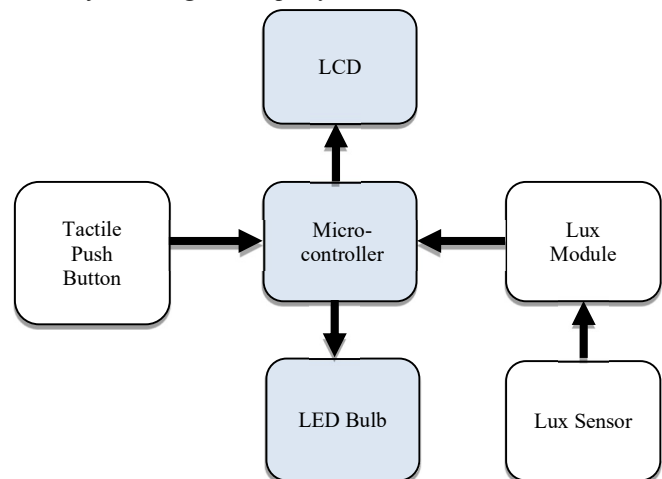 LCD
Tactile
Push
Button
Micro-
controller
Lux
Module
LED Bulb
Lux Sensor